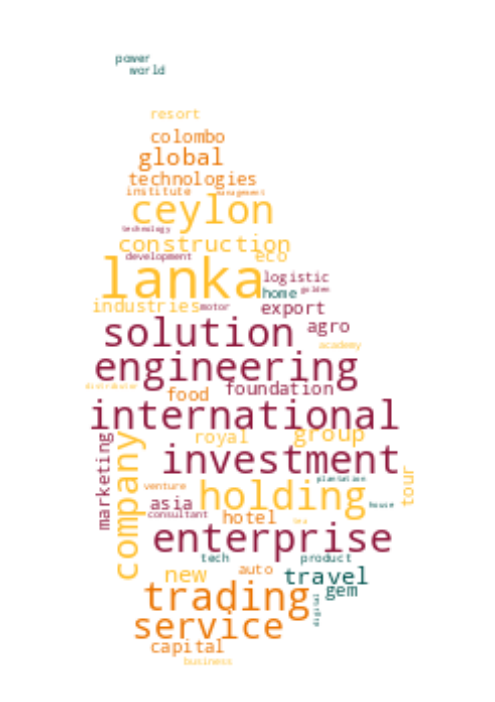 power
world
resort
colombo
global
technologies
institute management
ceylon
technology
construction
development eco
lanka logistic
home golden
industries motor export
solution agro
academy
engineering
distributor foundation
food
international
royal group
marketing company investment
plantation tour
venture holding house
asia
consultant hotel tea
enterprise
tech product
new auto travel
trading gem
digital
service
capital
business